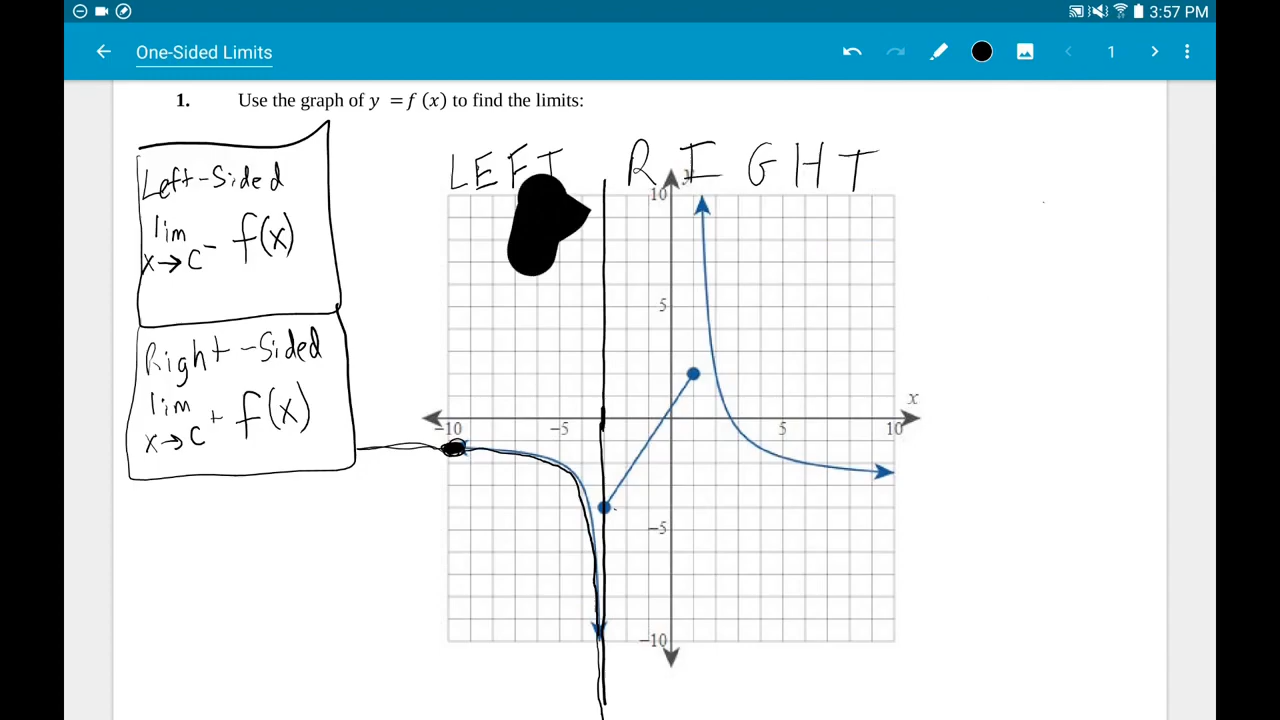 3:57 PM
One-Sided Limits
1
1. Use the graph of y = f (x) to find the limits:
LEFT RIGHT
Left-Sided
lim
x→c⁻ f(x)
Right-Sided
lim
x→c⁺ f(x)
y
10
5
x
-10 -5 5 10
-5
-10